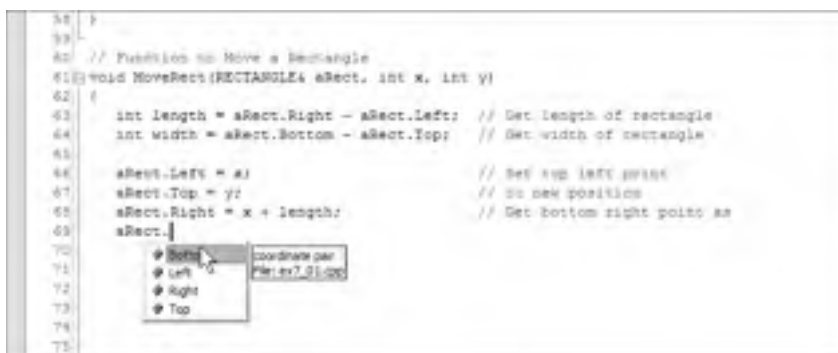 58 }
59
60 // Function to Move a Rectangle
61 void MoveRect(RECTANGLE& aRect, int x, int y)
62 {
63 int length = aRect.Right - aRect.Left; // Get length of rectangle
64 int width = aRect.Bottom - aRect.Top; // Get width of rectangle
65
66 aRect.Left = x; // Set top left point
67 aRect.Top = y; // to new position
68 aRect.Right = x + length; // Get bottom right point as
69 aRect.
70 Bottom coordinate pair
71 Left File: ex7_01.cpp
72 Right
73 Top
74
75